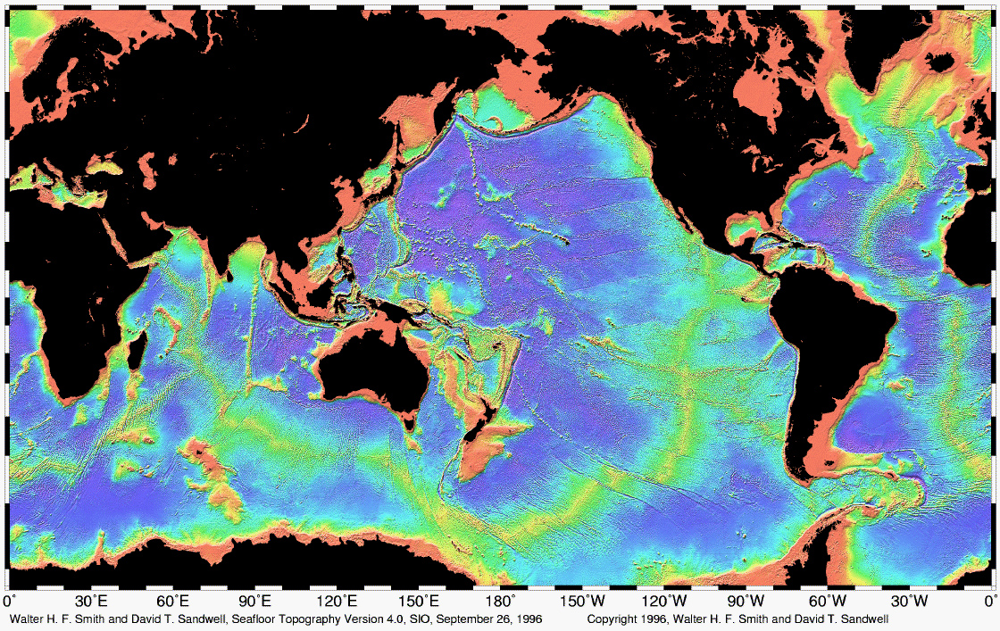 0° 30°E 60°E 90°E 120°E 150°E 180° 150°W 120°W 90°W 60°W 30°W 0°
Walter H. F. Smith and David T. Sandwell, Seafloor Topography Version 4.0, SIO, September 26, 1996 Copyright 1996, Walter H. F. Smith and David T. Sandwell